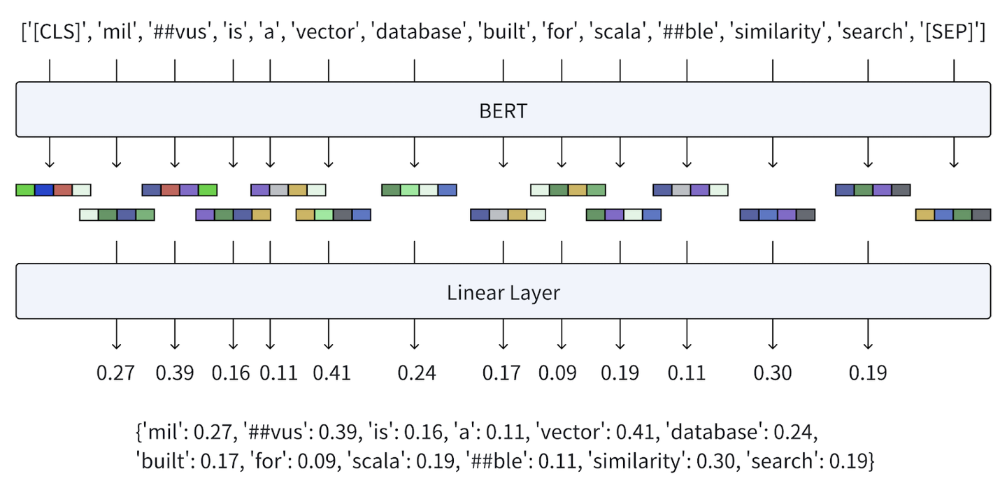 ['[CLS]', 'mil', '##vus', 'is', 'a', 'vector', 'database', 'built', 'for', 'scala', '##ble', 'similarity', 'search', '[SEP]']
BERT
Linear Layer
0.27 0.39 0.16 0.11 0.41 0.24 0.17 0.09 0.19 0.11 0.30 0.19
{'mil': 0.27, '##vus': 0.39, 'is': 0.16, 'a': 0.11, 'vector': 0.41, 'database': 0.24,
'built': 0.17, 'for': 0.09, 'scala': 0.19, '##ble': 0.11, 'similarity': 0.30, 'search': 0.19}